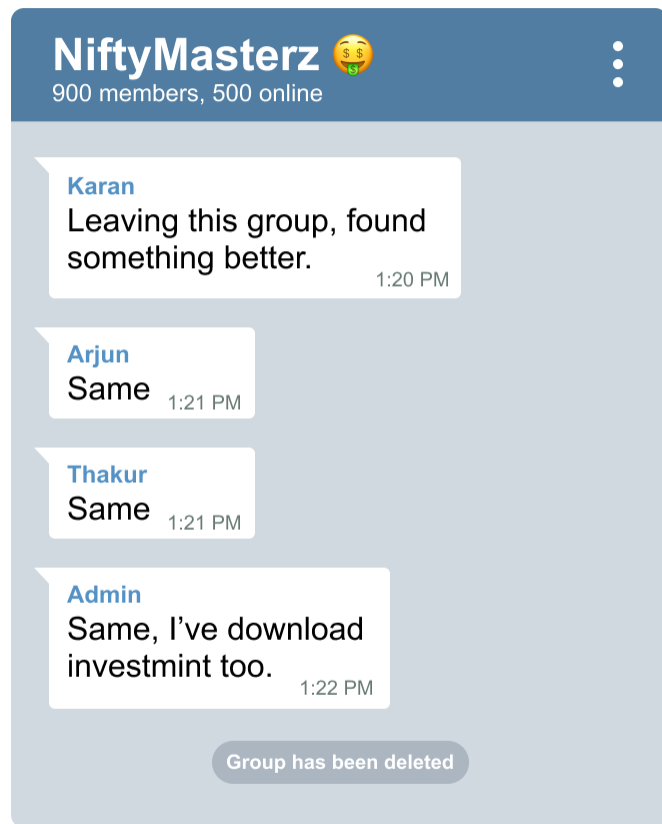 NiftyMasterz 🤑
900 members, 500 online
Karan
Leaving this group, found
something better.
1:20 PM
Arjun
Same
1:21 PM
Thakur
Same
1:21 PM
Admin
Same, I’ve download
investmint too.
1:22 PM
Group has been deleted